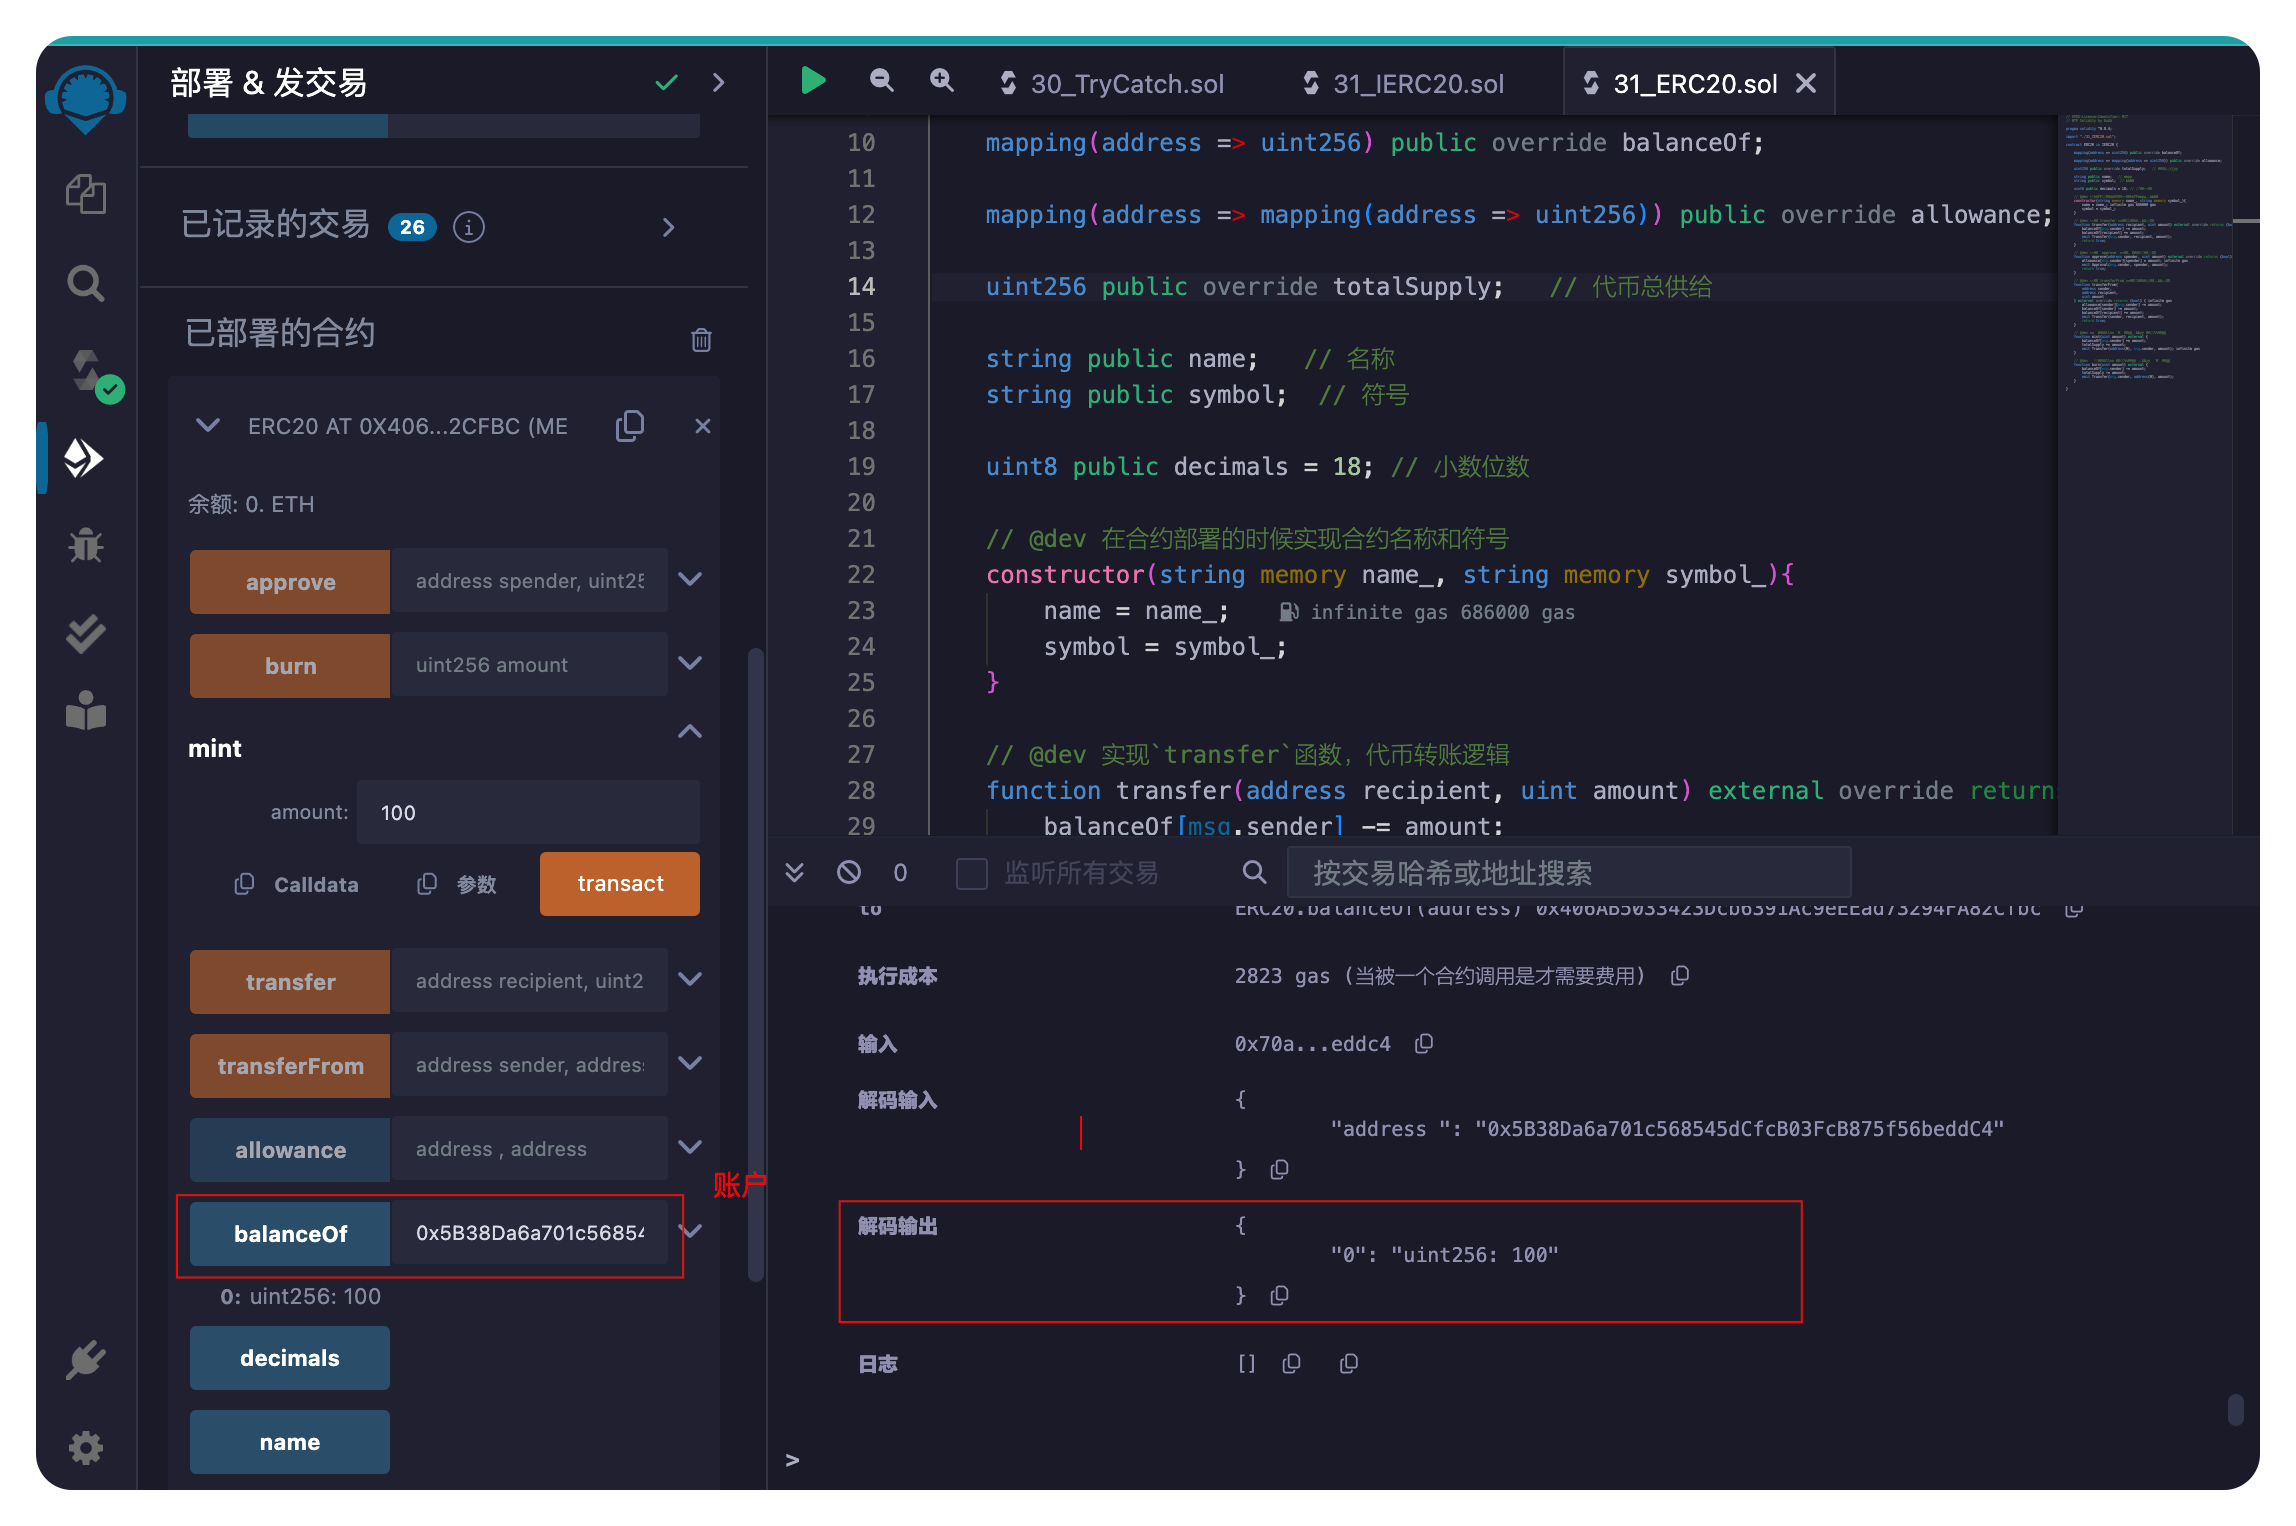 部署 & 发交易
已记录的交易 26
已部署的合约
ERC20 AT 0X406...2CFBC (ME
余额: 0. ETH
approve address spender, uint25
burn uint256 amount
mint
amount: 100
Calldata 参数 transact
transfer address recipient, uint2
transferFrom address sender, addres
allowance address , address
账户
balanceOf 0x5B38Da6a701c56854
0: uint256: 100
decimals
name
30_TryCatch.sol 31_IERC20.sol 31_ERC20.sol
10 mapping(address => uint256) public override balanceOf;
11
12 mapping(address => mapping(address => uint256)) public override allowance;
13
14 uint256 public override totalSupply; // 代币总供给
15
16 string public name; // 名称
17 string public symbol; // 符号
18
19 uint8 public decimals = 18; // 小数位数
20
21 // @dev 在合约部署的时候实现合约名称和符号
22 constructor(string memory name_, string memory symbol_){
23 name = name_; infinite gas 686000 gas
24 symbol = symbol_;
25 }
26
27 // @dev 实现`transfer`函数，代币转账逻辑
28 function transfer(address recipient, uint amount) external override return
29 balanceOf[msg.sender] -= amount;
0 监听所有交易 按交易哈希或地址搜索
to ERC20.balanceOf(address) 0x406AB5033423DCb6391Ac9eEEad73294FA82Cfbc
执行成本 2823 gas (当被一个合约调用是才需要费用)
输入 0x70a...eddc4
解码输入 {
"address ": "0x5B38Da6a701c568545dCfcB03FcB875f56beddC4"
}
解码输出 {
"0": "uint256: 100"
}
日志 []
>